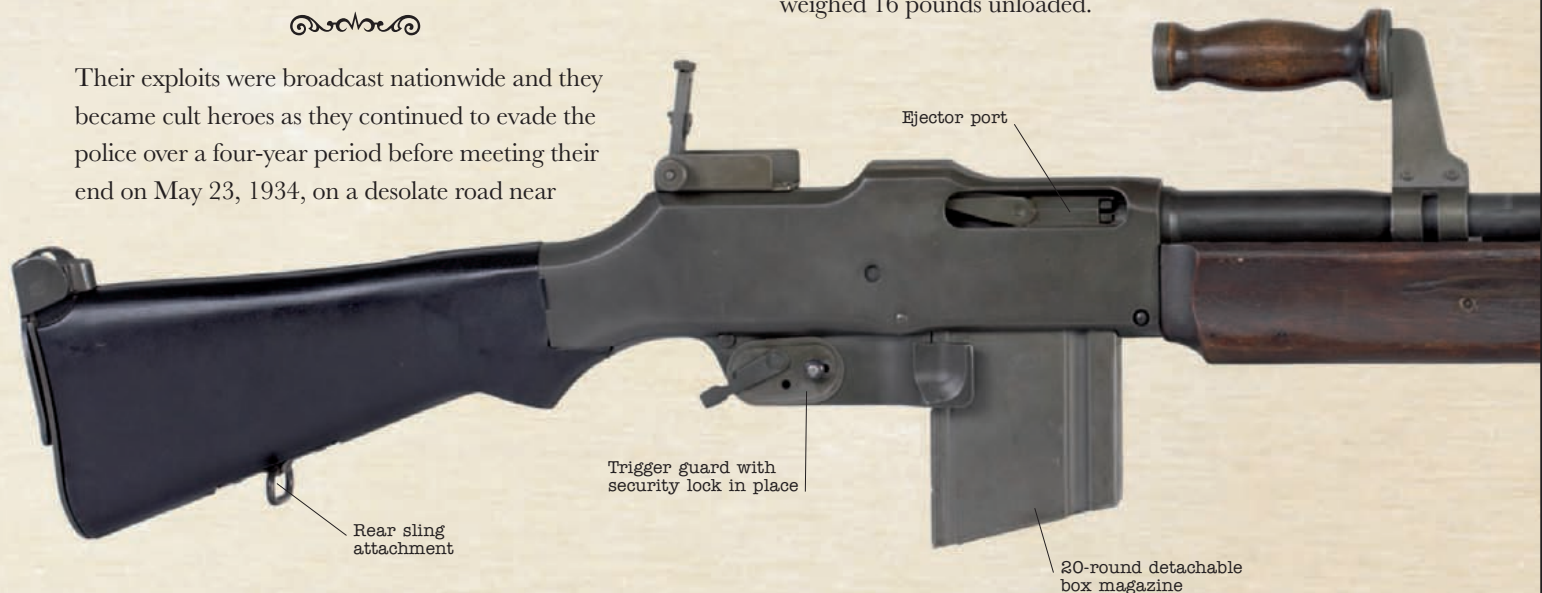 weighed 16 pounds unloaded.
Their exploits were broadcast nationwide and they
became cult heroes as they continued to evade the
police over a four-year period before meeting their
end on May 23, 1934, on a desolate road near
Ejector port
Trigger guard with
security lock in place
Rear sling
attachment
20-round detachable
box magazine